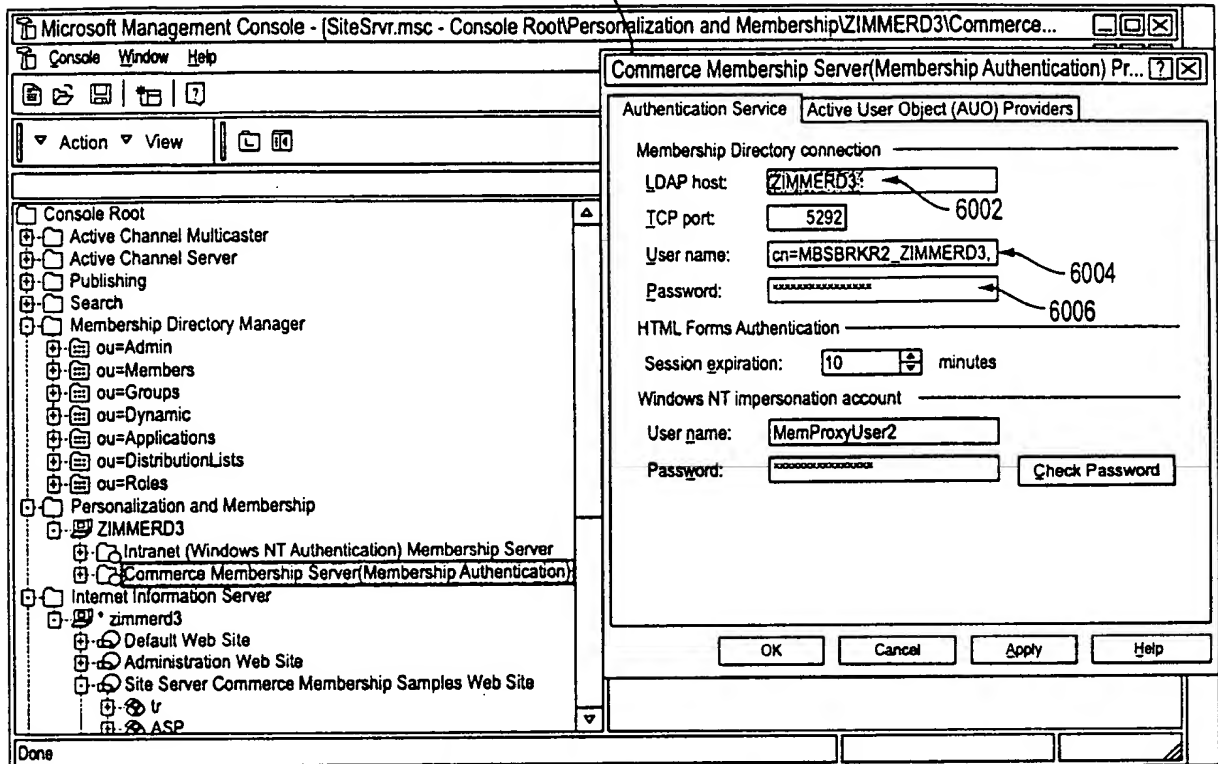 Microsoft Management Console - [SiteSrvr.msc - Console Root\Personalization and Membership\ZIMMERD3\Commerce...
Console Window Help
Action View
Console Root
Active Channel Multicaster
Active Channel Server
Publishing
Search
Membership Directory Manager
ou=Admin
ou=Members
ou=Groups
ou=Dynamic
ou=Applications
ou=DistributionLists
ou=Roles
Personalization and Membership
ZIMMERD3
Intranet (Windows NT Authentication) Membership Server
Commerce Membership Server(Membership Authentication)
Internet Information Server
* zimmerd3
Default Web Site
Administration Web Site
Site Server Commerce Membership Samples Web Site
tr
ASP
Done
Commerce Membership Server(Membership Authentication) Pr...
Authentication Service Active User Object (AUO) Providers
Membership Directory connection
LDAP host: ZIMMERD3
6002
TCP port: 5292
User name: cn=MBSBRKR2_ZIMMERD3,
6004
Password: ****************
6006
HTML Forms Authentication
Session expiration: 10 minutes
Windows NT impersonation account
User name: MemProxyUser2
Password: **************** Check Password
OK Cancel Apply Help